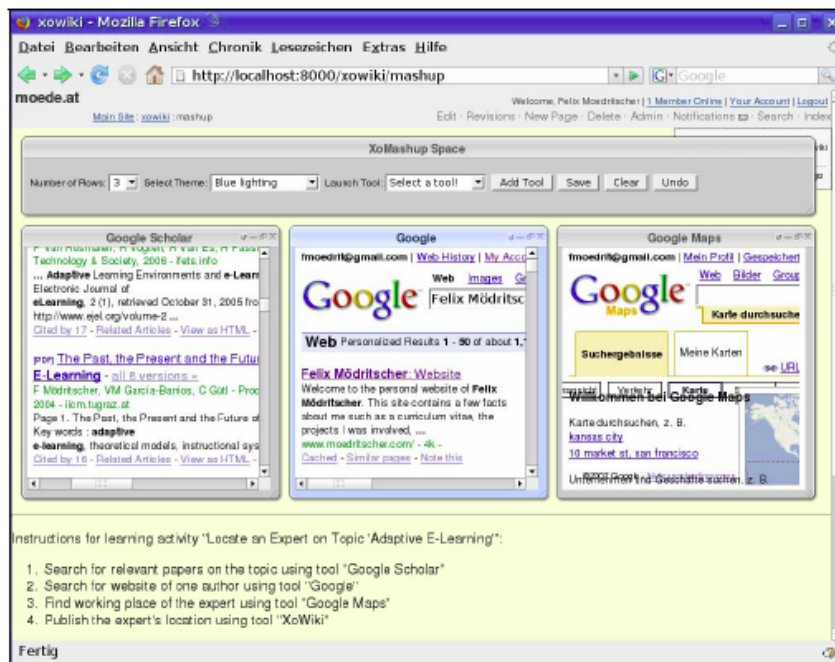 xowiki - Mozilla Firefox
Datei Bearbeiten Ansicht Chronik Lesezeichen Extras Hilfe
http://localhost:8000/xowiki/mashup
Google
moede.at
Welcome, Felix Moedritscher | 1 Member Online | Your Account | Logout
Main Site : xowiki : mashup
Edit · Revisions · New Page · Delete · Admin · Notifications · Search · Index
XoMashup Space
Number of Rows: 3 Select Theme: Blue lighting Lauch Tool: Select a tool! Add Tool Save Clear Undo
Google Scholar
Technology & Society, 2006 - ifets.info
... Adaptive Learning Environments and e-Learn
Electronic Journal of
eLearning, 2 (1), retrieved October 31, 2005 fro
http://www.ejel.org/volume-2 ...
Cited by 17 - Related Articles - View as HTML -
[PDF] The Past, the Present and the Futu
E-Learning - all 8 versions »
F Mödritscher, VM Garcia-Barrios, C Gütl - Proc
2004 - iicm.tugraz.at
Page 1. The Past, the Present and the Future of
Key words : adaptive
e-learning, theoretical models, instructional sys
Cited by 16 - Related Articles - View as HTML -
Google
fmoedrit@gmail.com | Web History | My Acco
Web Images Gr
Google
Felix Mödritsc
Web Personalized Results 1 - 50 of about 1,
Felix Mödritscher: Website
Welcome to the personal website of Felix
Mödritscher. This site contains a few facts
about me such as a curriculum vitae, the
projects I was involved, ...
www.moedritscher.com/ - 4k -
Cached - Similar pages - Note this
Google Maps
fmoedrit@gmail.com | Mein Profil | Gespeichert
Web Bilder Group
Google
Maps
Karte durchsuche
Suchergebnisse Meine Karten
URL
Verkehr Karte
Willkommen bei Google Maps
Karte durchsuchen, z. B.
kansas city
10 market st, san francisco
©2007 Google
Unternehmen und Geschäfte suchen, z. B.
Instructions for learning activity "Locate an Expert on Topic 'Adaptive E-Learning'":
1. Search for relevant papers on the topic using tool "Google Scholar"
2. Search for website of one author using tool "Google"
3. Find working place of the expert using tool "Google Maps"
4. Publish the expert's location using tool "XoWiki"
Fertig